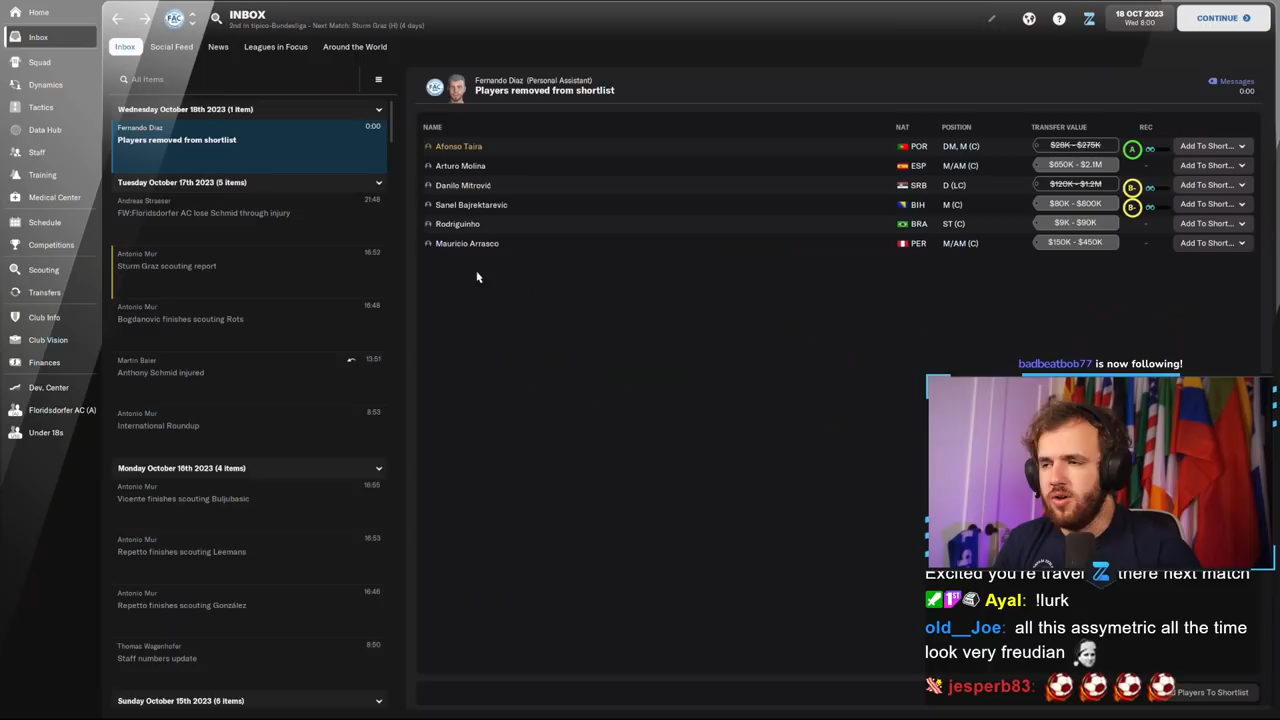 Home
Inbox
Squad
Dynamics
Tactics
Data Hub
Staff
Training
Medical Center
Schedule
Competitions
Scouting
Transfers
Club Info
Club Vision
Finances
Dev. Center
Floridsdorfer AC (A)
Under 18s
FAC
INBOX
2nd in tipico-Bundesliga - Next Match: Sturm Graz (H) (4 days)
18 OCT 2023
Wed 8:00
CONTINUE
Inbox
Social Feed
News
Leagues in Focus
Around the World
All Items
Wednesday October 18th 2023 (1 item)
Fernando Díaz 0:00
Players removed from shortlist
Tuesday October 17th 2023 (5 items)
Andreas Strasser 21:48
FW:Floridsdorfer AC lose Schmid through injury
Antonio Mur 16:52
Sturm Graz scouting report
Antonio Mur 16:48
Bogdanovic finishes scouting Rots
Martin Baier 13:51
Anthony Schmid injured
Antonio Mur 8:53
International Roundup
Monday October 16th 2023 (4 items)
Antonio Mur 16:55
Vicente finishes scouting Buljubasic
Antonio Mur 16:53
Repetto finishes scouting Leemans
Antonio Mur 16:46
Repetto finishes scouting González
Thomas Wagenhofer 8:50
Staff numbers update
Sunday October 15th 2023 (6 items)
FAC
Fernando Díaz (Personal Assistant)
Players removed from shortlist
Messages
0:00
NAME NAT POSITION TRANSFER VALUE REC
Afonso Taira POR DM, M (C) $28K - $275K A Add To Short...
Arturo Molina ESP M/AM (C) $650K - $2.1M - Add To Short...
Danilo Mitrović SRB D (LC) $120K - $1.2M B- Add To Short...
Sanel Bajrektarevic BIH M (C) $80K - $800K B- Add To Short...
Rodriguinho BRA ST (C) $9K - $90K - Add To Short...
Mauricio Arrasco PER M/AM (C) $150K - $450K - Add To Short...
badbeatbob77 is now following!
Excited you're travel there next match
1ST Ayal: !lurk
old__Joe: all this assymetric all the time
look very freudian
jesperb83:
Players To Shortlist